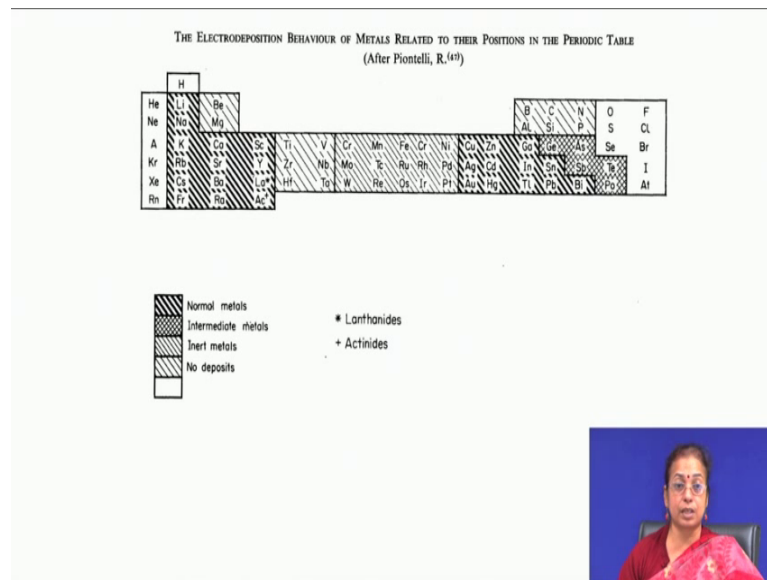 THE ELECTRODEPOSITION BEHAVIOUR OF METALS RELATED TO THEIR POSITIONS IN THE PERIODIC TABLE
(After Piontelli, R.(47))
H
He Li Be B C N O F
Ne Na Mg AL Si P S CL
A K Ca Sc Ti V Cr Mn Fe Cr Ni Cu Zn Ga Ge As Se Br
Kr Rb Sr Y Zr Nb Mo Tc Ru Rh Pd Ag Cd In Sn Sb Te I
Xe Cs Ba La* Hf Ta W Re Os Ir Pt Au Hg TL Pb Bi Po At
Rn Fr Ra Ac+
Normal metals
Intermediate metals
Inert metals
No deposits
* Lanthanides
+ Actinides